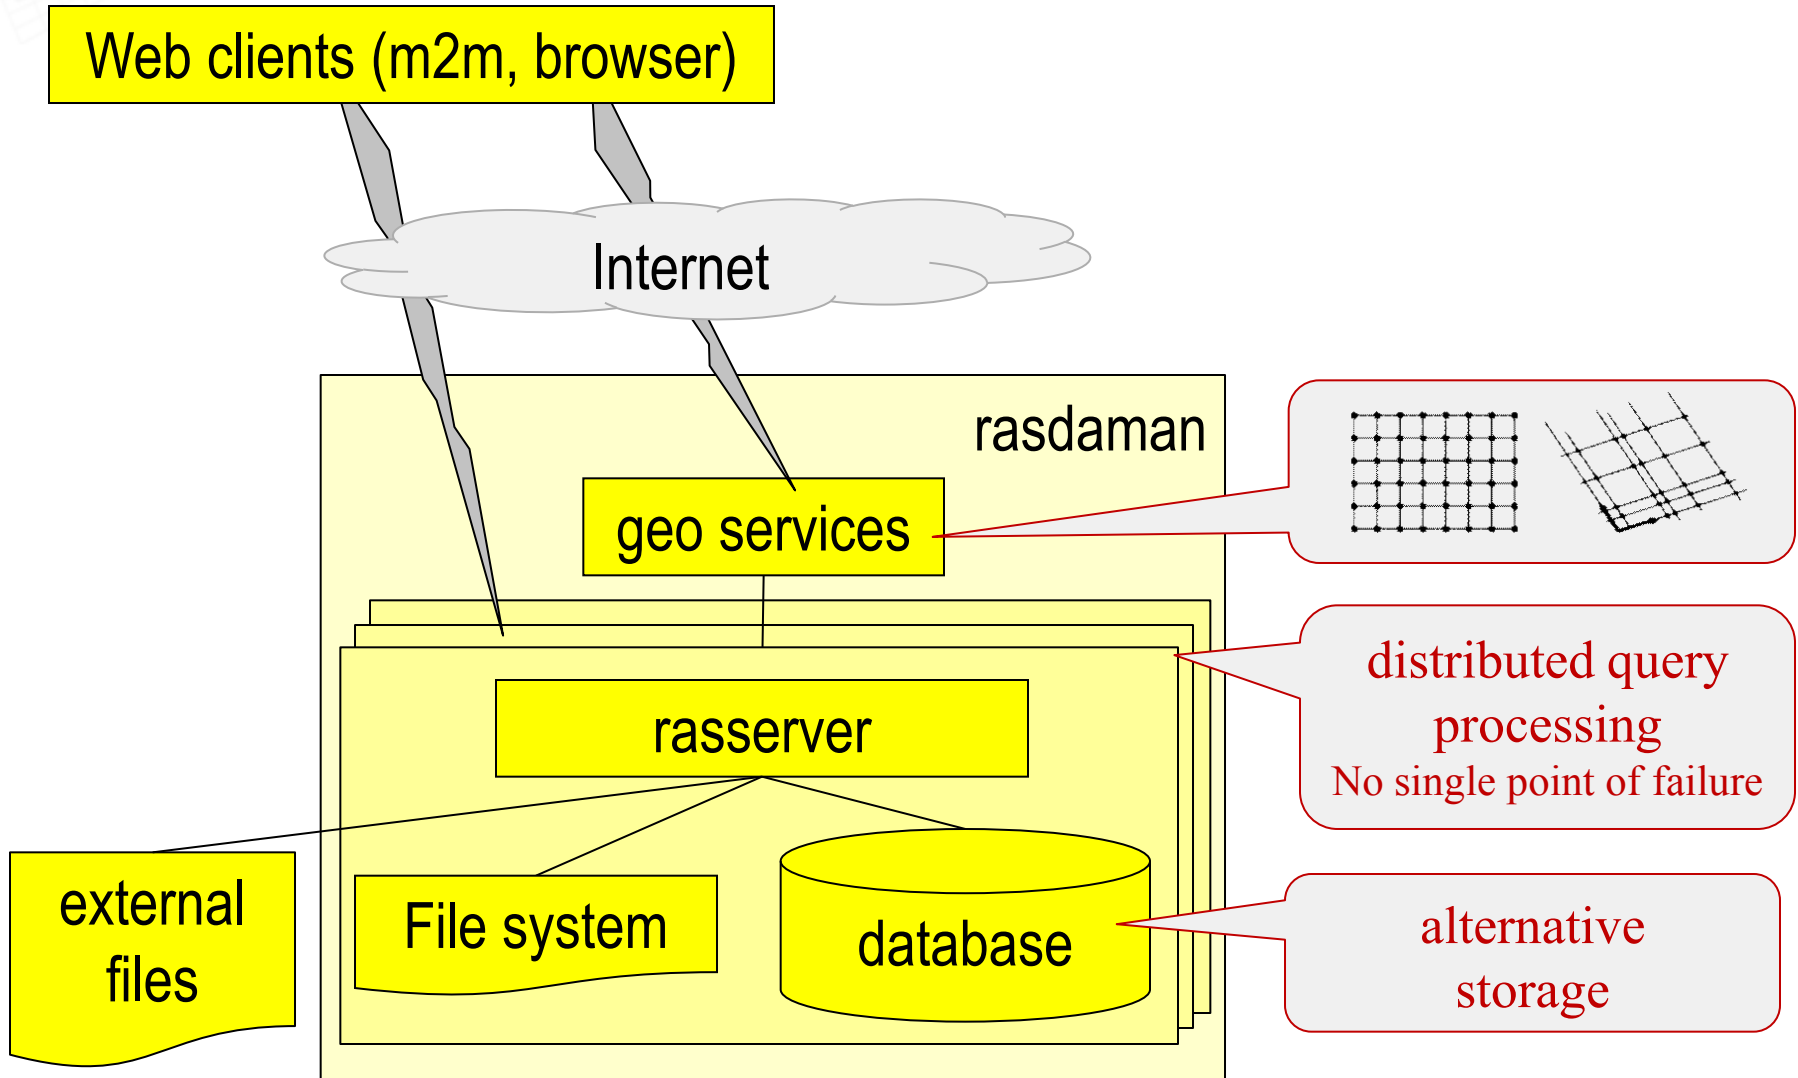 Web clients (m2m, browser)
Internet
rasdaman
geo services
distributed query
processing
No single point of failure
rasserver
external
files
File system
database
alternative
storage